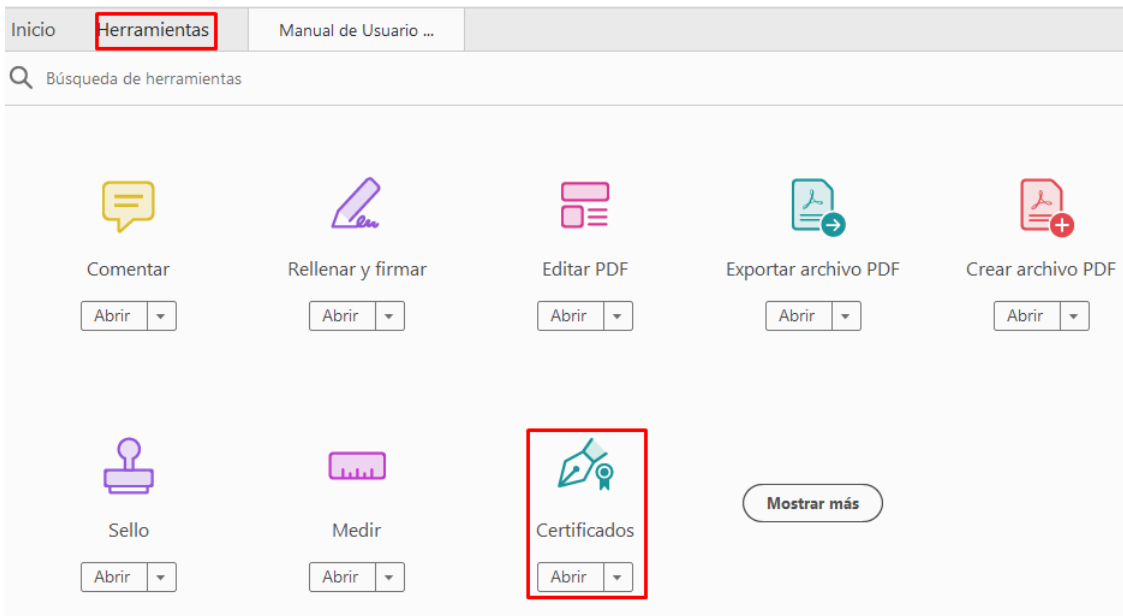 Inicio Herramientas Manual de Usuario ...
Búsqueda de herramientas
Comentar Rellenar y firmar Editar PDF Exportar archivo PDF Crear archivo PDF
Abrir Abrir Abrir Abrir Abrir
Sello Medir Certificados Mostrar más
Abrir Abrir Abrir